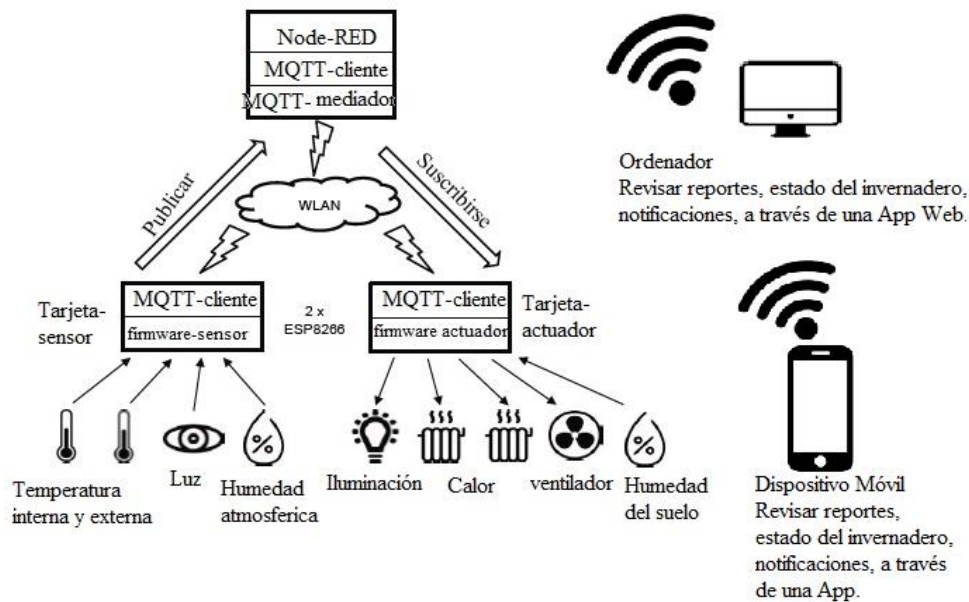 Node-RED
MQTT-cliente
MQTT- mediador
Publicar
Suscribirse
WLAN
Tarjeta-
sensor
MQTT-cliente
firmware-sensor
2 x
ESP8266
MQTT-cliente
firmware actuador
Tarjeta-
actuador
Temperatura
interna y externa
Luz
%
Humedad
atmosferica
Iluminación
Calor
ventilador
%
Humedad
del suelo
Ordenador
Revisar reportes, estado del invernadero,
notificaciones, a través de una App Web.
Dispositivo Móvil
Revisar reportes,
estado del invernadero,
notificaciones, a través
de una App.